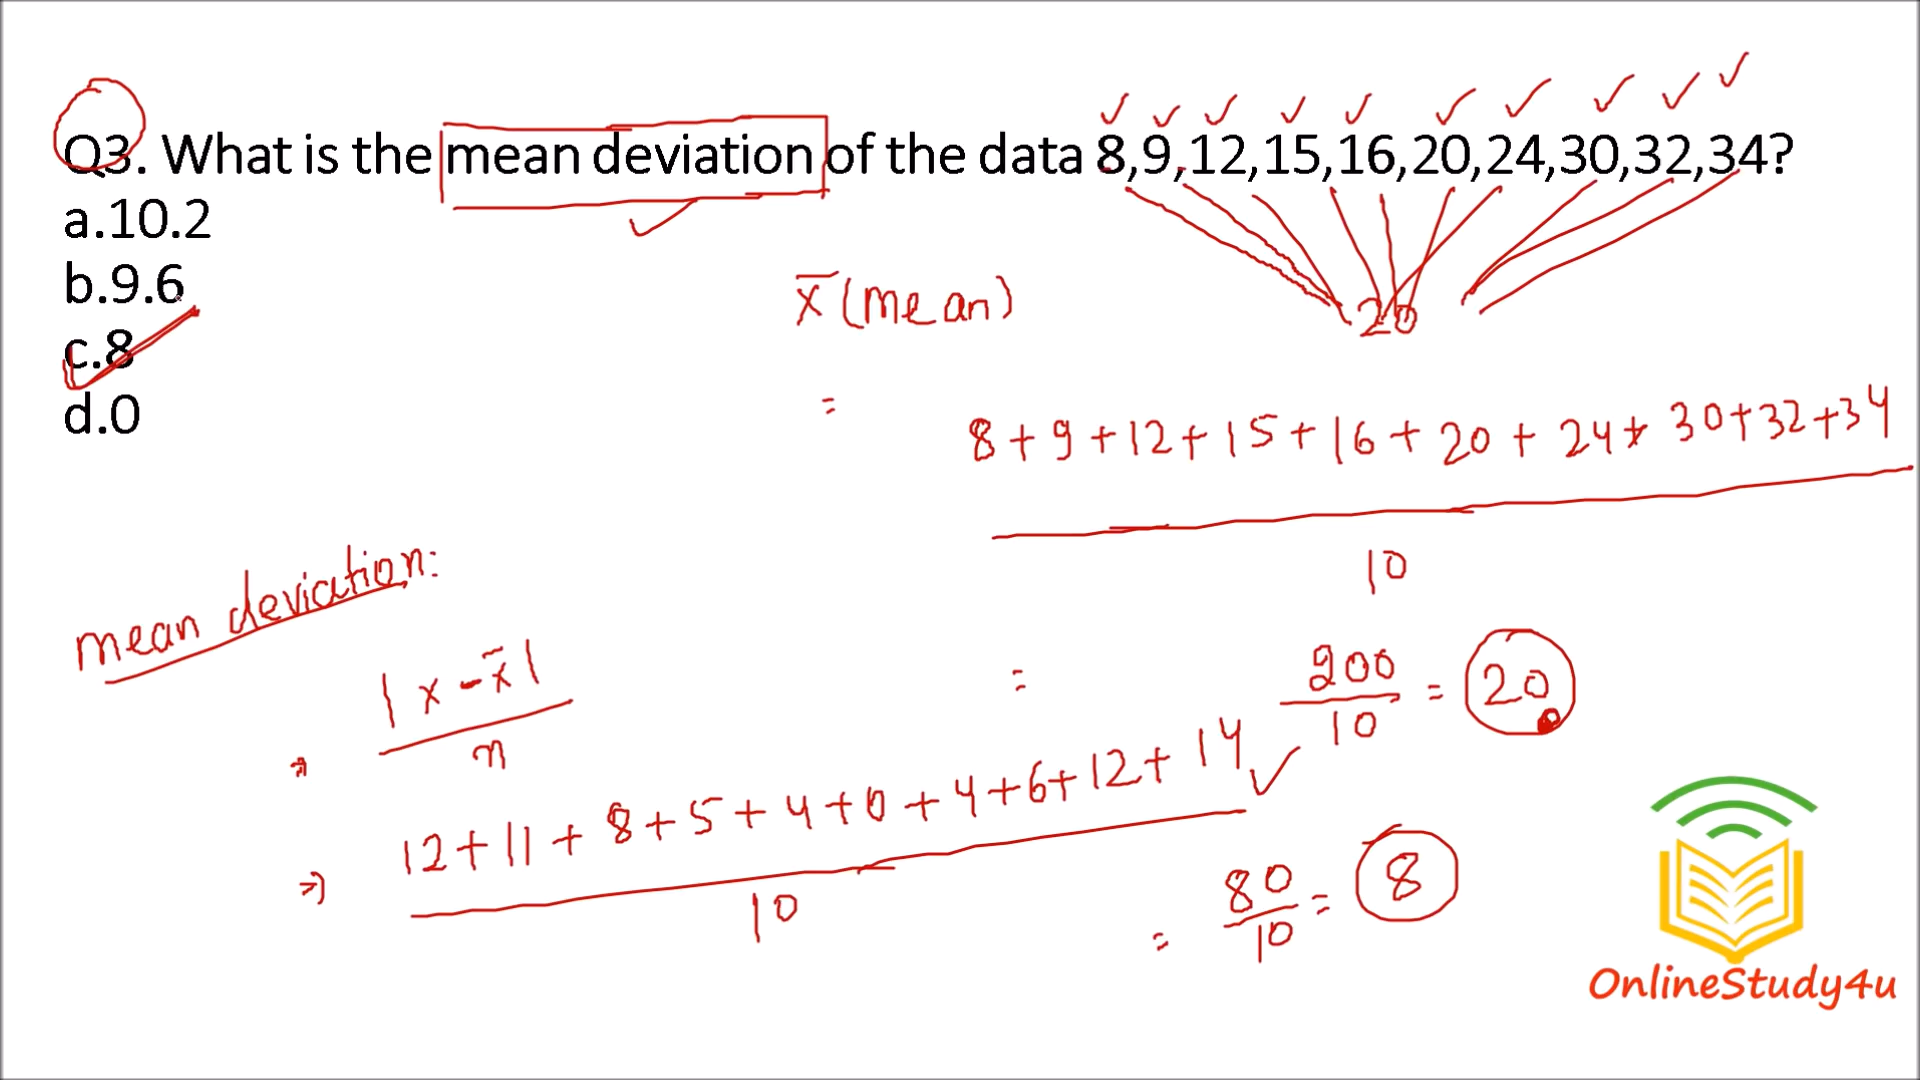 Q3. What is the mean deviation of the data 8,9,12,15,16,20,24,30,32,34?
a.10.2
b.9.6
c.8
d.0
x̄ (mean)
20
= 8+9+12+15+16+20+24+30+32+34
10
= 200/10 = 20
mean deviation:
⇒ |x-x̄|
n
⇒ 12+11+8+5+4+0+4+6+12+14
10
= 80/10 = 8
OnlineStudy4u